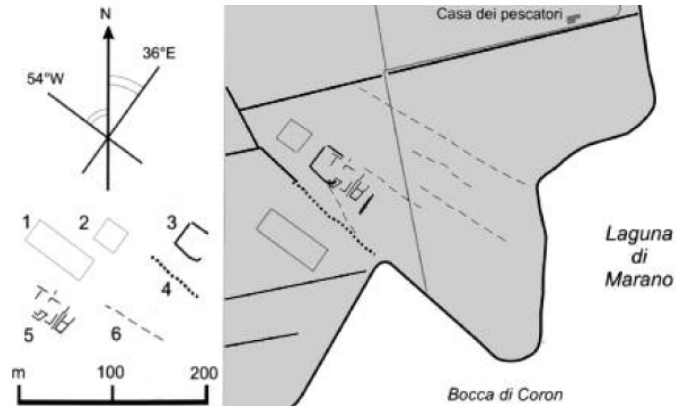 N
36°E
54°W
1
2
3
4
5
6
m
100
200
Casa dei pescatori
Laguna
di
Marano
Bocca di Coron